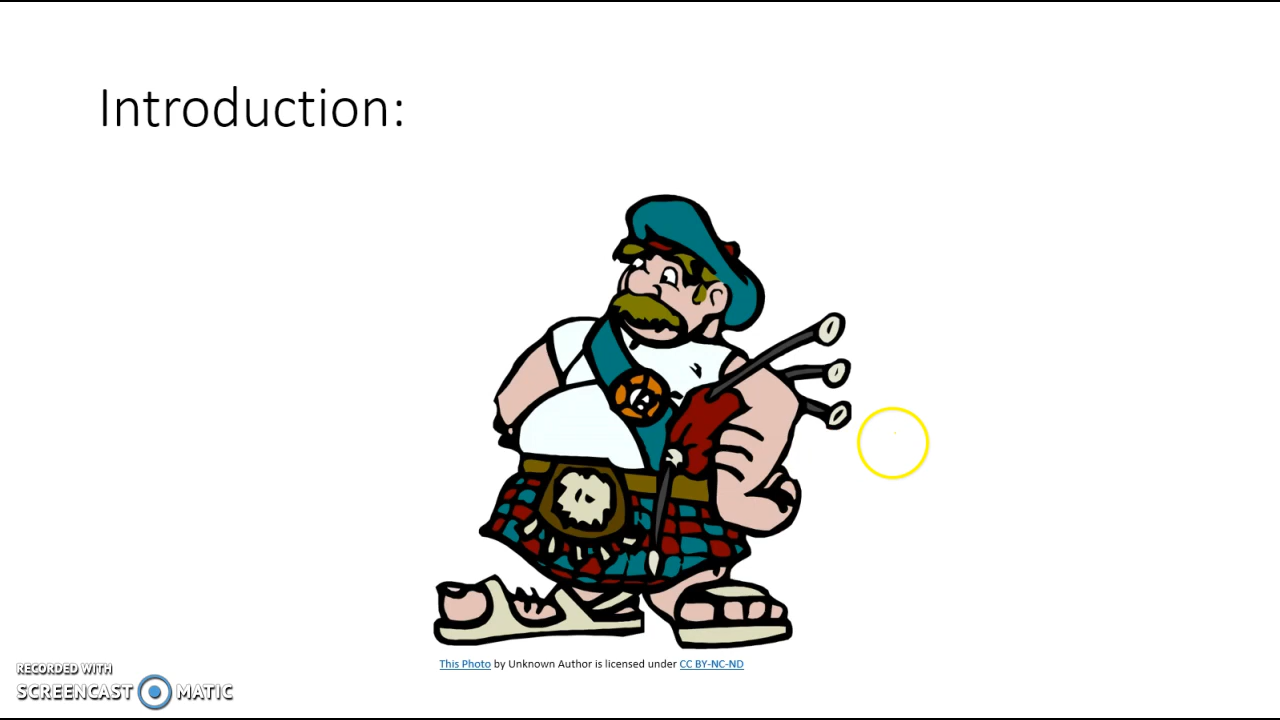 Introduction:
This Photo by Unknown Author is licensed under CC BY-NC-ND
RECORDED WITH
SCREENCAST MATIC